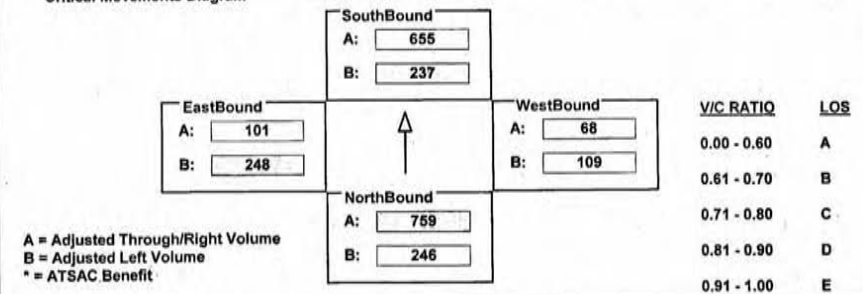 SouthBound
A: 655
B: 237
EastBound
A: 101
B: 248
WestBound
A: 68
B: 109
NorthBound
A: 759
B: 246
A = Adjusted Through/Right Volume
B = Adjusted Left Volume
* = ATSAC Benefit
V/C RATIO LOS
0.00 - 0.60 A
0.61 - 0.70 B
0.71 - 0.80 C
0.81 - 0.90 D
0.91 - 1.00 E